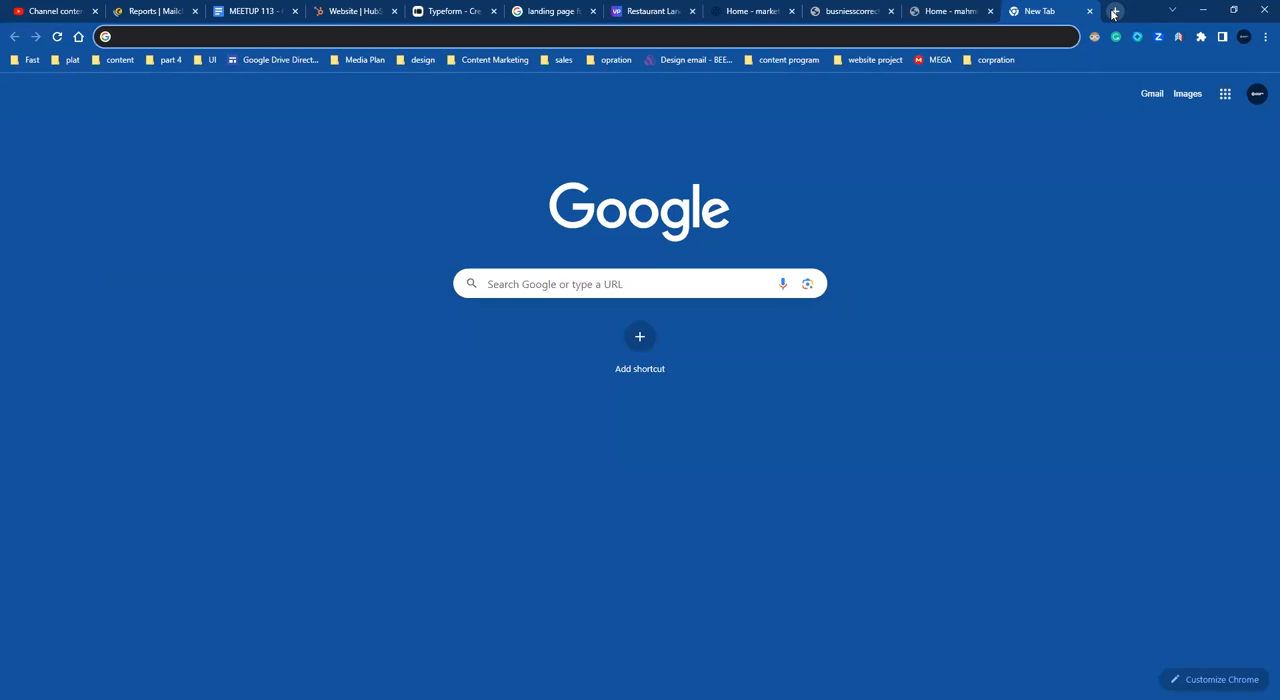 Channel conte
Reports | Mailc
MEETUP 113 -
Website | HubS
Typeform - Cre
landing page f
Restaurant Lan
Home - market
busniesscorrec
Home - mahm
New Tab
Fast
plat
content
part 4
UI
Google Drive Direct...
Media Plan
design
Content Marketing
sales
opration
Design email - BEE...
content program
website project
MEGA
corpration
Gmail
Images
Google
Search Google or type a URL
Add shortcut
Customize Chrome